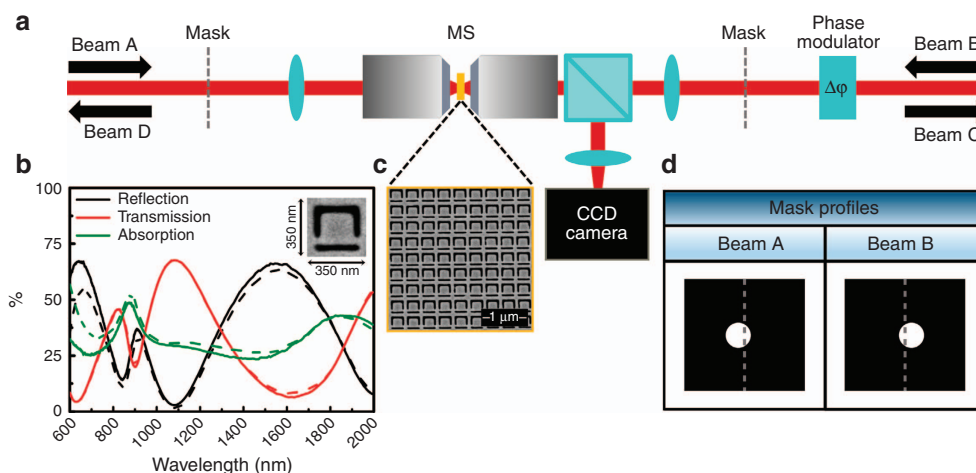 a
Beam A
Mask
MS
Mask
Phase
modulator
Beam B
Δφ
Beam D
Beam C
b
100
75
50
25
0
%
Reflection
Transmission
Absorption
350 nm
350 nm
600
800
1000
1200
1400
1600
1800
2000
Wavelength (nm)
c
–1 μm–
CCD
camera
d
Mask profiles
Beam A
Beam B